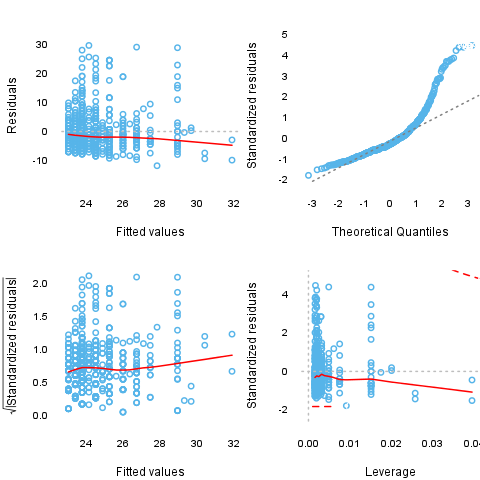 Residuals
30
20
10
0
-10
24 26 28 30 32
Fitted values
Standardized residuals
5
4
3
2
1
0
-1
-2
-3 -2 -1 0 1 2 3
Theoretical Quantiles
√|Standardized residuals|
2.0
1.5
1.0
0.5
0.0
24 26 28 30 32
Fitted values
Standardized residuals
4
2
0
-2
0.00 0.01 0.02 0.03 0.04
Leverage